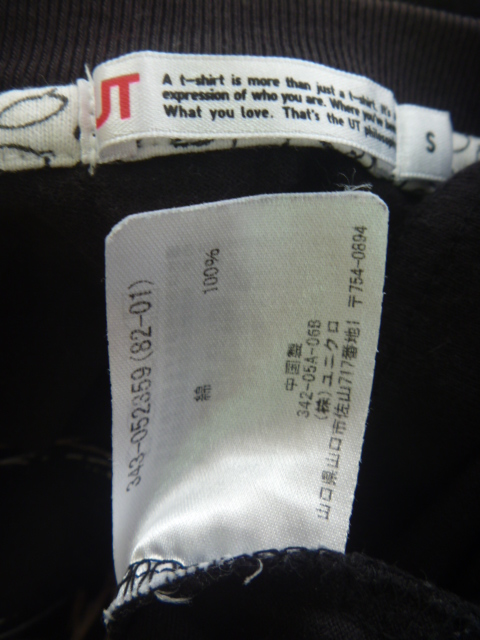 UT
A t-shirt is more than just a t-shirt. It's
expression of who you are. Where you've been
What you love. That's the UT philosophy
S
343-052359 (82-01)
綿 100%
中国製
342-05A-06B
(株)ユニクロ
山口県山口市佐山717番地1 〒754-0894